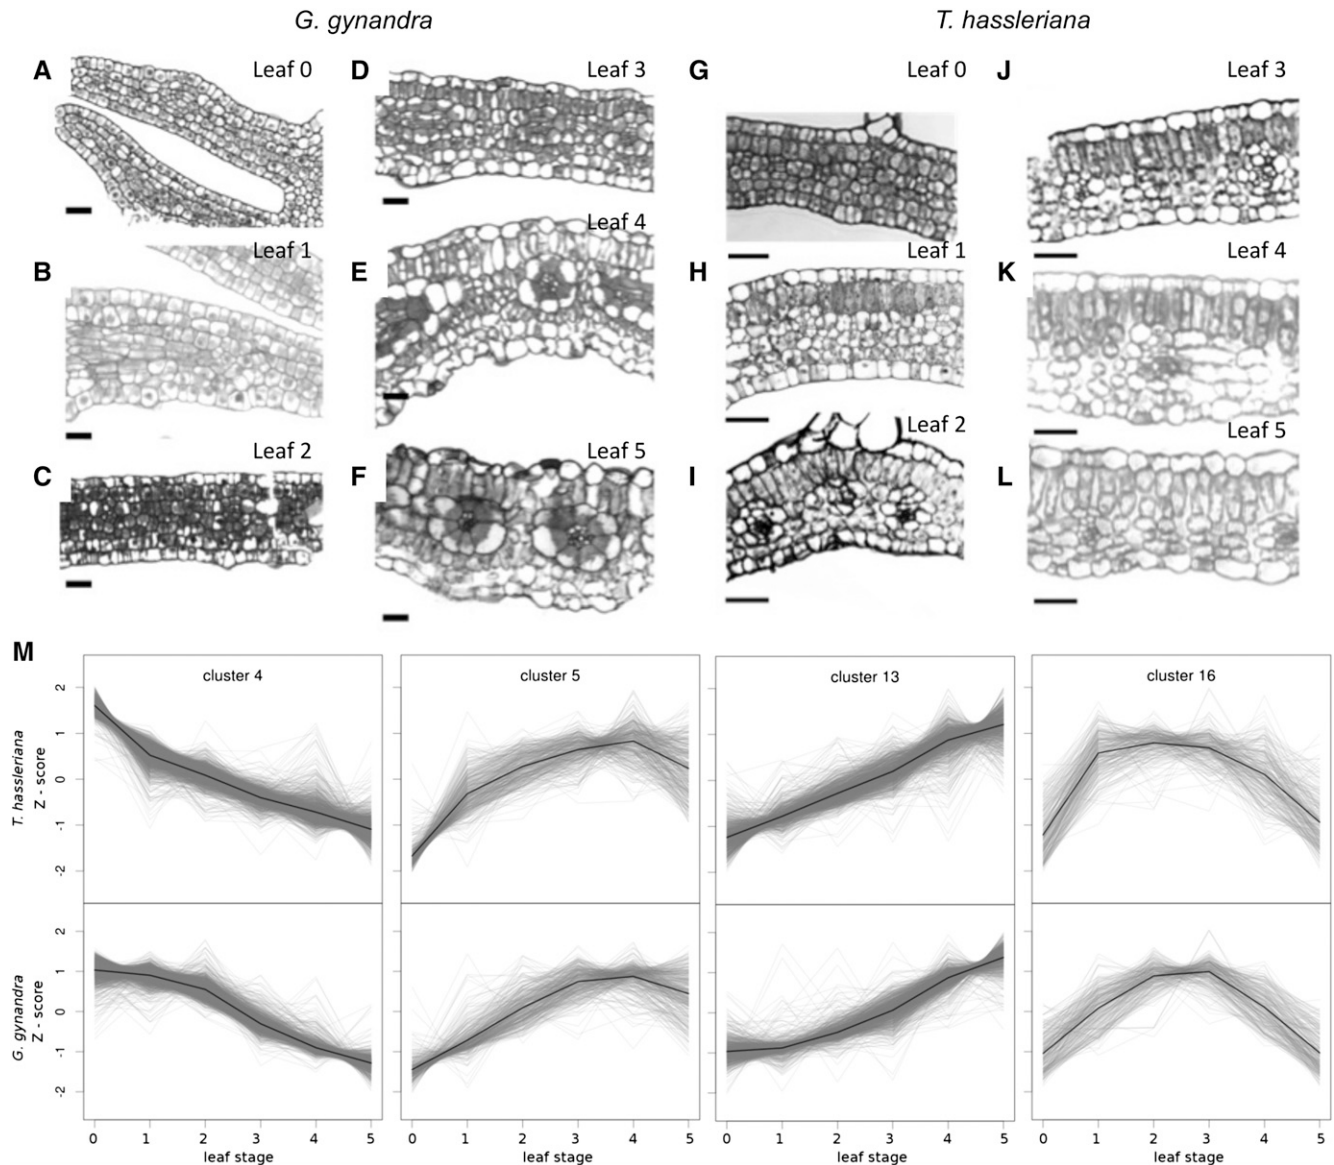 G. gynandra
T. hassleriana
A
Leaf 0
D
Leaf 3
G
Leaf 0
J
Leaf 3
B
Leaf 1
E
Leaf 4
H
Leaf 1
K
Leaf 4
C
Leaf 2
F
Leaf 5
I
Leaf 2
L
Leaf 5
M
cluster 4
cluster 5
cluster 13
cluster 16
T. hassleriana
Z - score
2
1
0
-1
-2
G. gynandra
Z - score
2
1
0
-1
-2
0 1 2 3 4 5
0 1 2 3 4 5
0 1 2 3 4 5
0 1 2 3 4 5
leaf stage
leaf stage
leaf stage
leaf stage